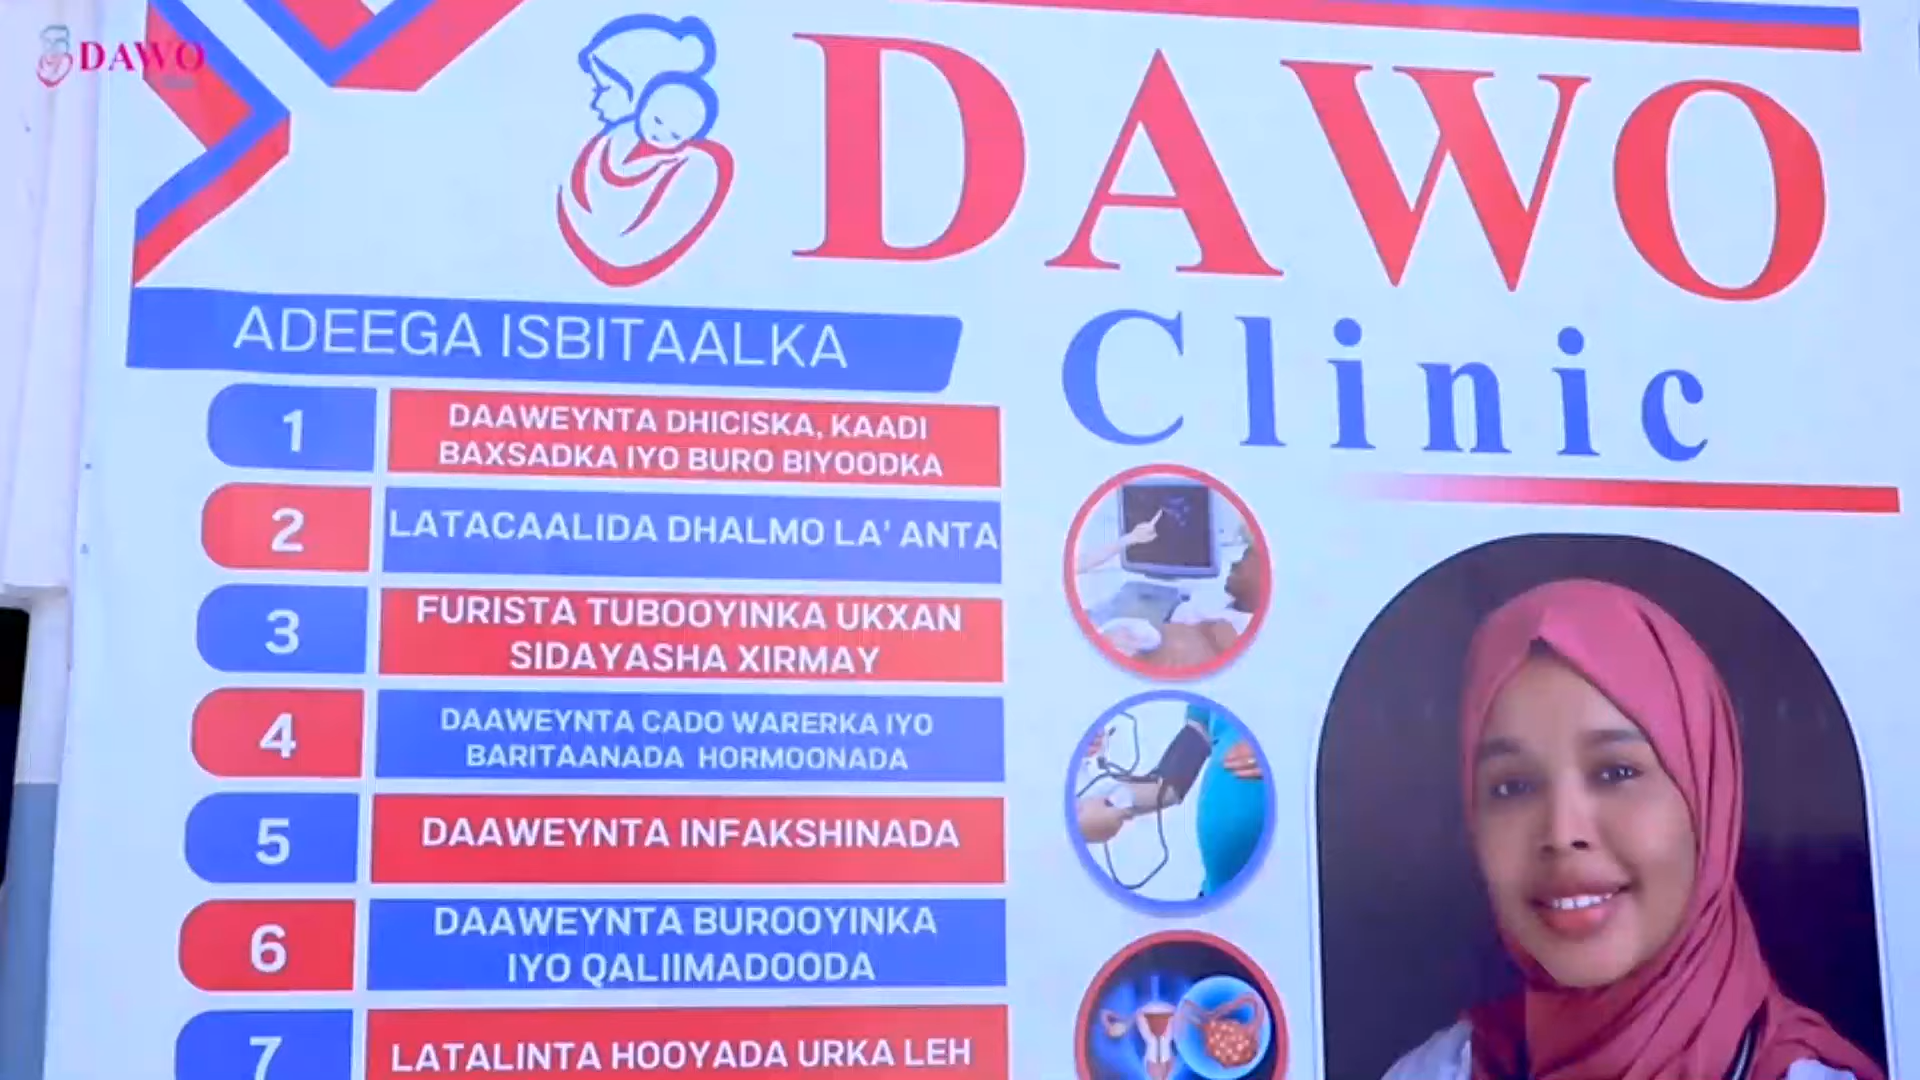 DAWO
DAWO
Clinic
ADEEGA ISBITAALKA
1
DAAWEYNTA DHICISKA, KAADI
BAXSADKA IYO BURO BIYOODKA
2
LATACAALIDA DHALMO LA' ANTA
3
FURISTA TUBOOYINKA UKXAN
SIDAYASHA XIRMAY
4
DAAWEYNTA CADO WARERKA IYO
BARITAANADA HORMOONADA
5
DAAWEYNTA INFAKSHINADA
6
DAAWEYNTA BUROOYINKA
IYO QALIIMADOODA
7
LATALINTA HOOYADA URKA LEH